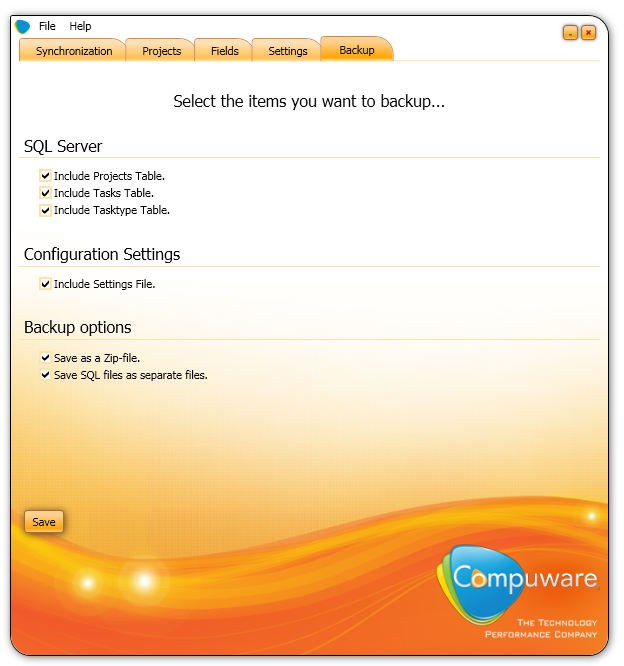 File Help
Synchronization Projects Fields Settings Backup
Select the items you want to backup...
SQL Server
Include Projects Table.
Include Tasks Table.
Include Tasktype Table.
Configuration Settings
Include Settings File.
Backup options
Save as a Zip-file.
Save SQL files as separate files.
Save
Compuware
The Technology
Performance Company